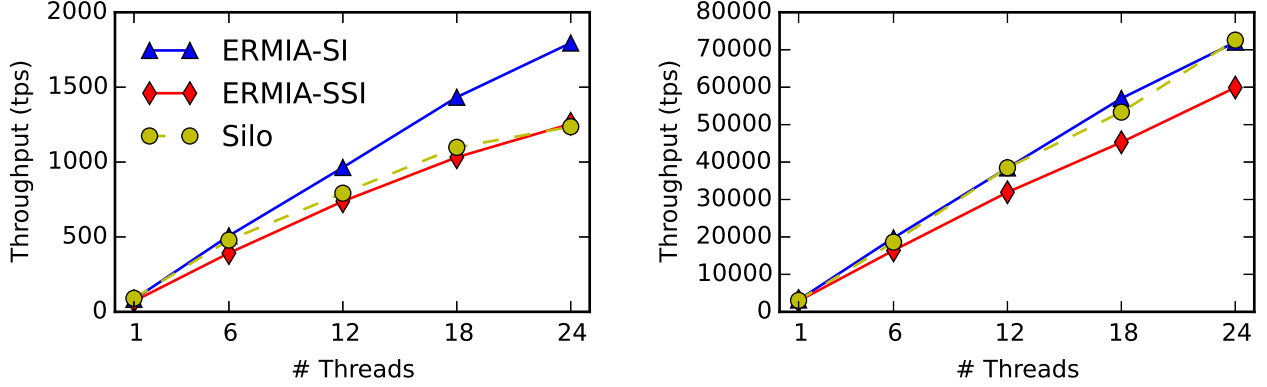 2000
1500
1000
500
0
Throughput (tps)
ERMIA-SI
ERMIA-SSI
Silo
1 6 12 18 24
# Threads
80000
70000
60000
50000
40000
30000
20000
10000
0
Throughput (tps)
1 6 12 18 24
# Threads